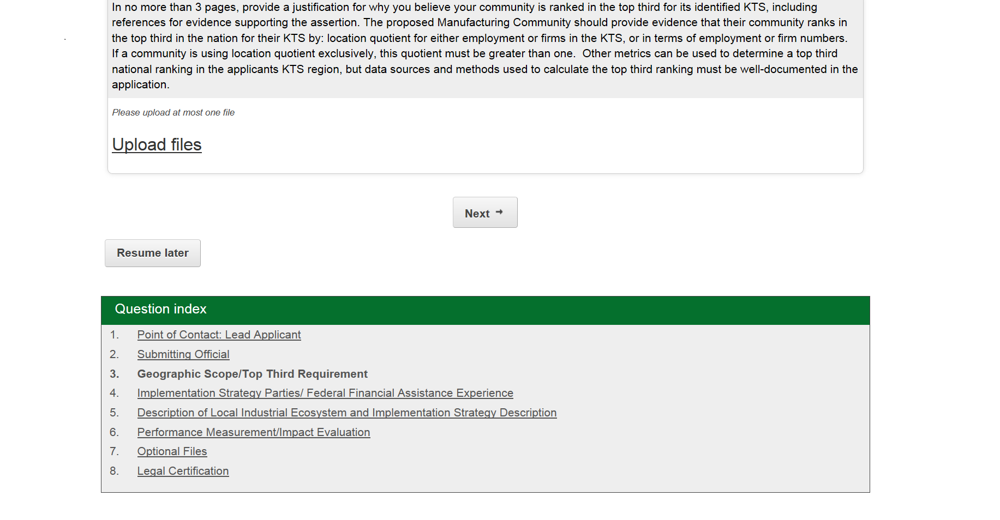 In no more than 3 pages, provide a justification for why you believe your community is ranked in the top third for its identified KTS, including
references for evidence supporting the assertion. The proposed Manufacturing Community should provide evidence that their community ranks in
the top third in the nation for their KTS by: location quotient for either employment or firms in the KTS, or in terms of employment or firm numbers.
If a community is using location quotient exclusively, this quotient must be greater than one.  Other metrics can be used to determine a top third
national ranking in the applicants KTS region, but data sources and methods used to calculate the top third ranking must be well-documented in the
application.
Please upload at most one file
Upload files
Next →
Resume later
Question index
1. Point of Contact: Lead Applicant
2. Submitting Official
3. Geographic Scope/Top Third Requirement
4. Implementation Strategy Parties/ Federal Financial Assistance Experience
5. Description of Local Industrial Ecosystem and Implementation Strategy Description
6. Performance Measurement/Impact Evaluation
7. Optional Files
8. Legal Certification